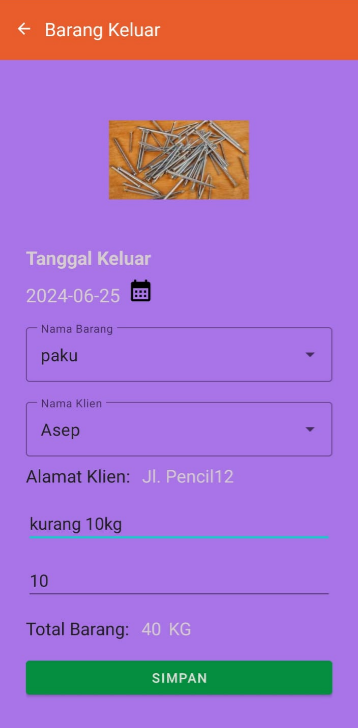 Barang Keluar
Tanggal Keluar
2024-06-25
Nama Barang
paku
Nama Klien
Asep
Alamat Klien: Jl. Pencil12
kurang 10kg
10
Total Barang: 40 KG
SIMPAN